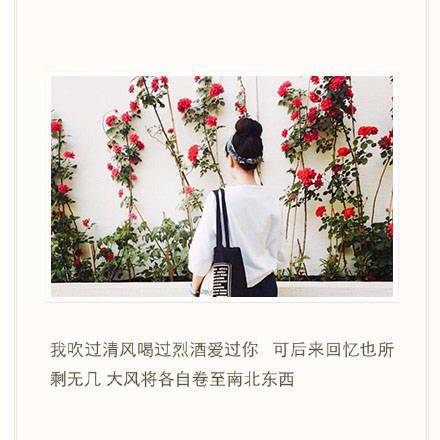 我吹过清风喝过烈酒爱过你 可后来回忆也所
剩无几 大风将各自卷至南北东西